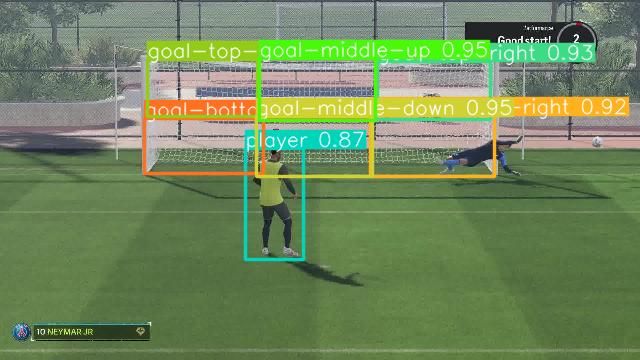 Performance
Good start!
2
goal-top-
goal-middle-up 0.95
right 0.93
goal-botto
goal-middle-down 0.95
-right 0.92
player 0.87
10 NEYMAR JR